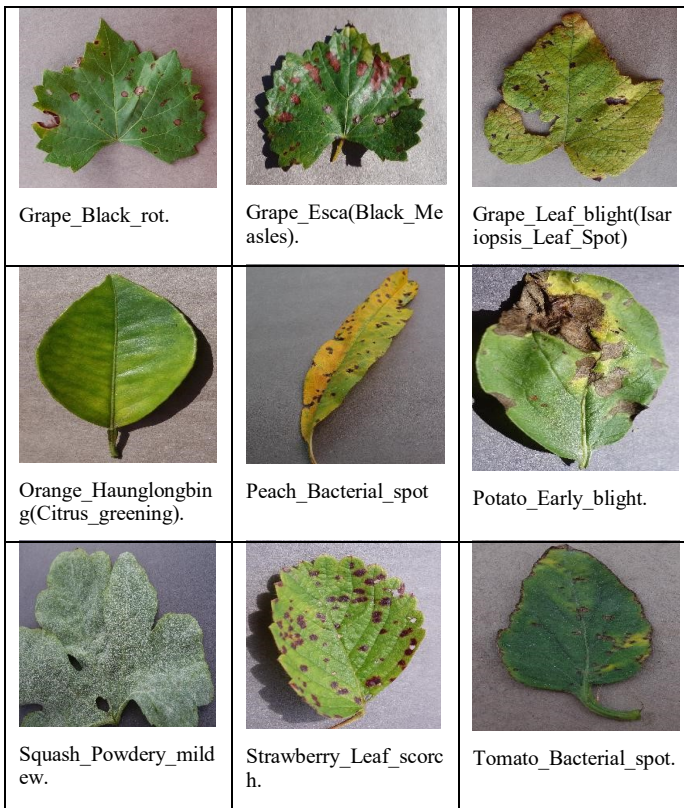 Grape_Black_rot.
Grape_Esca(Black_Me
asles).
Grape_Leaf_blight(Isar
iopsis_Leaf_Spot)
Orange_Haunglongbin
g(Citrus_greening).
Peach_Bacterial_spot
Potato_Early_blight.
Squash_Powdery_mild
ew.
Strawberry_Leaf_scorc
h.
Tomato_Bacterial_spot.